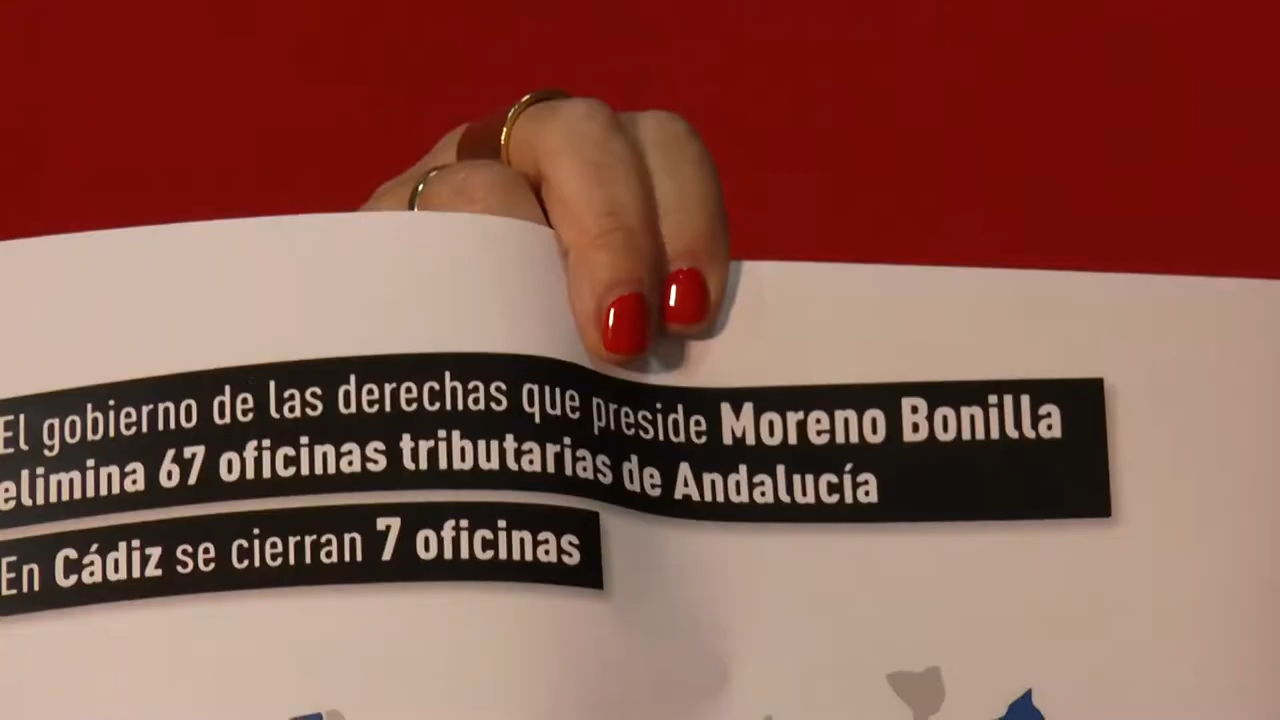 El gobierno de las derechas que preside Moreno Bonilla
elimina 67 oficinas tributarias de Andalucía
En Cádiz se cierran 7 oficinas